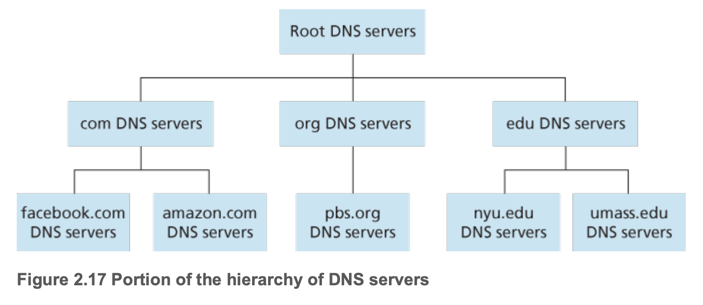 Root DNS servers
com DNS servers
org DNS servers
edu DNS servers
facebook.com
DNS servers
amazon.com
DNS servers
pbs.org
DNS servers
nyu.edu
DNS servers
umass.edu
DNS servers
Figure 2.17 Portion of the hierarchy of DNS servers